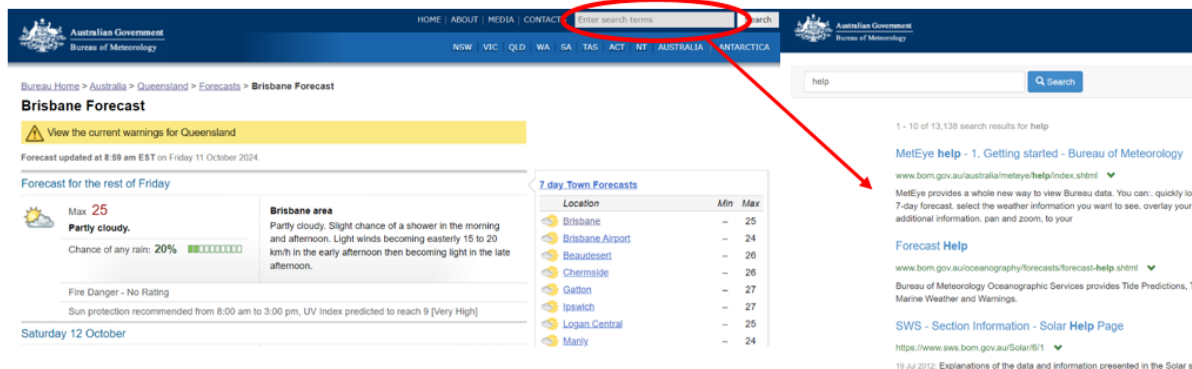 HOME | ABOUT | MEDIA | CONTACTS
Enter search terms
Search
Australian Government
Bureau of Meteorology
NSW VIC QLD WA SA TAS ACT NT AUSTRALIA ANTARCTICA
Bureau Home > Australia > Queensland > Forecasts > Brisbane Forecast
Brisbane Forecast
View the current warnings for Queensland
Forecast updated at 8:59 am EST on Friday 11 October 2024.
Forecast for the rest of Friday
Max 25
Partly cloudy.
Chance of any rain: 20%
Brisbane area
Partly cloudy. Slight chance of a shower in the morning
and afternoon. Light winds becoming easterly 15 to 20
km/h in the early afternoon then becoming light in the late
afternoon.
Fire Danger - No Rating
Sun protection recommended from 8:00 am to 3:00 pm, UV Index predicted to reach 9 [Very High]
Saturday 12 October
7 day Town Forecasts
Location Min Max
Brisbane – 25
Brisbane Airport – 24
Beaudesert – 26
Chermside – 26
Gatton – 27
Ipswich – 27
Logan Central – 25
Manly – 24
Australian Government
Bureau of Meteorology
help
Search
1 - 10 of 13,138 search results for help
MetEye help - 1. Getting started - Bureau of Meteorology
www.bom.gov.au/australia/meteye/help/index.shtml
MetEye provides a whole new way to view Bureau data. You can:. quickly lo
7-day forecast. select the weather information you want to see. overlay your
additional information. pan and zoom, to your
Forecast Help
www.bom.gov.au/oceanography/forecasts/forecast-help.shtml
Bureau of Meteorology Oceanographic Services provides Tide Predictions, T
Marine Weather and Warnings.
SWS - Section Information - Solar Help Page
https://www.sws.bom.gov.au/Solar/6/1
19 Jul 2012: Explanations of the data and information presented in the Solar s